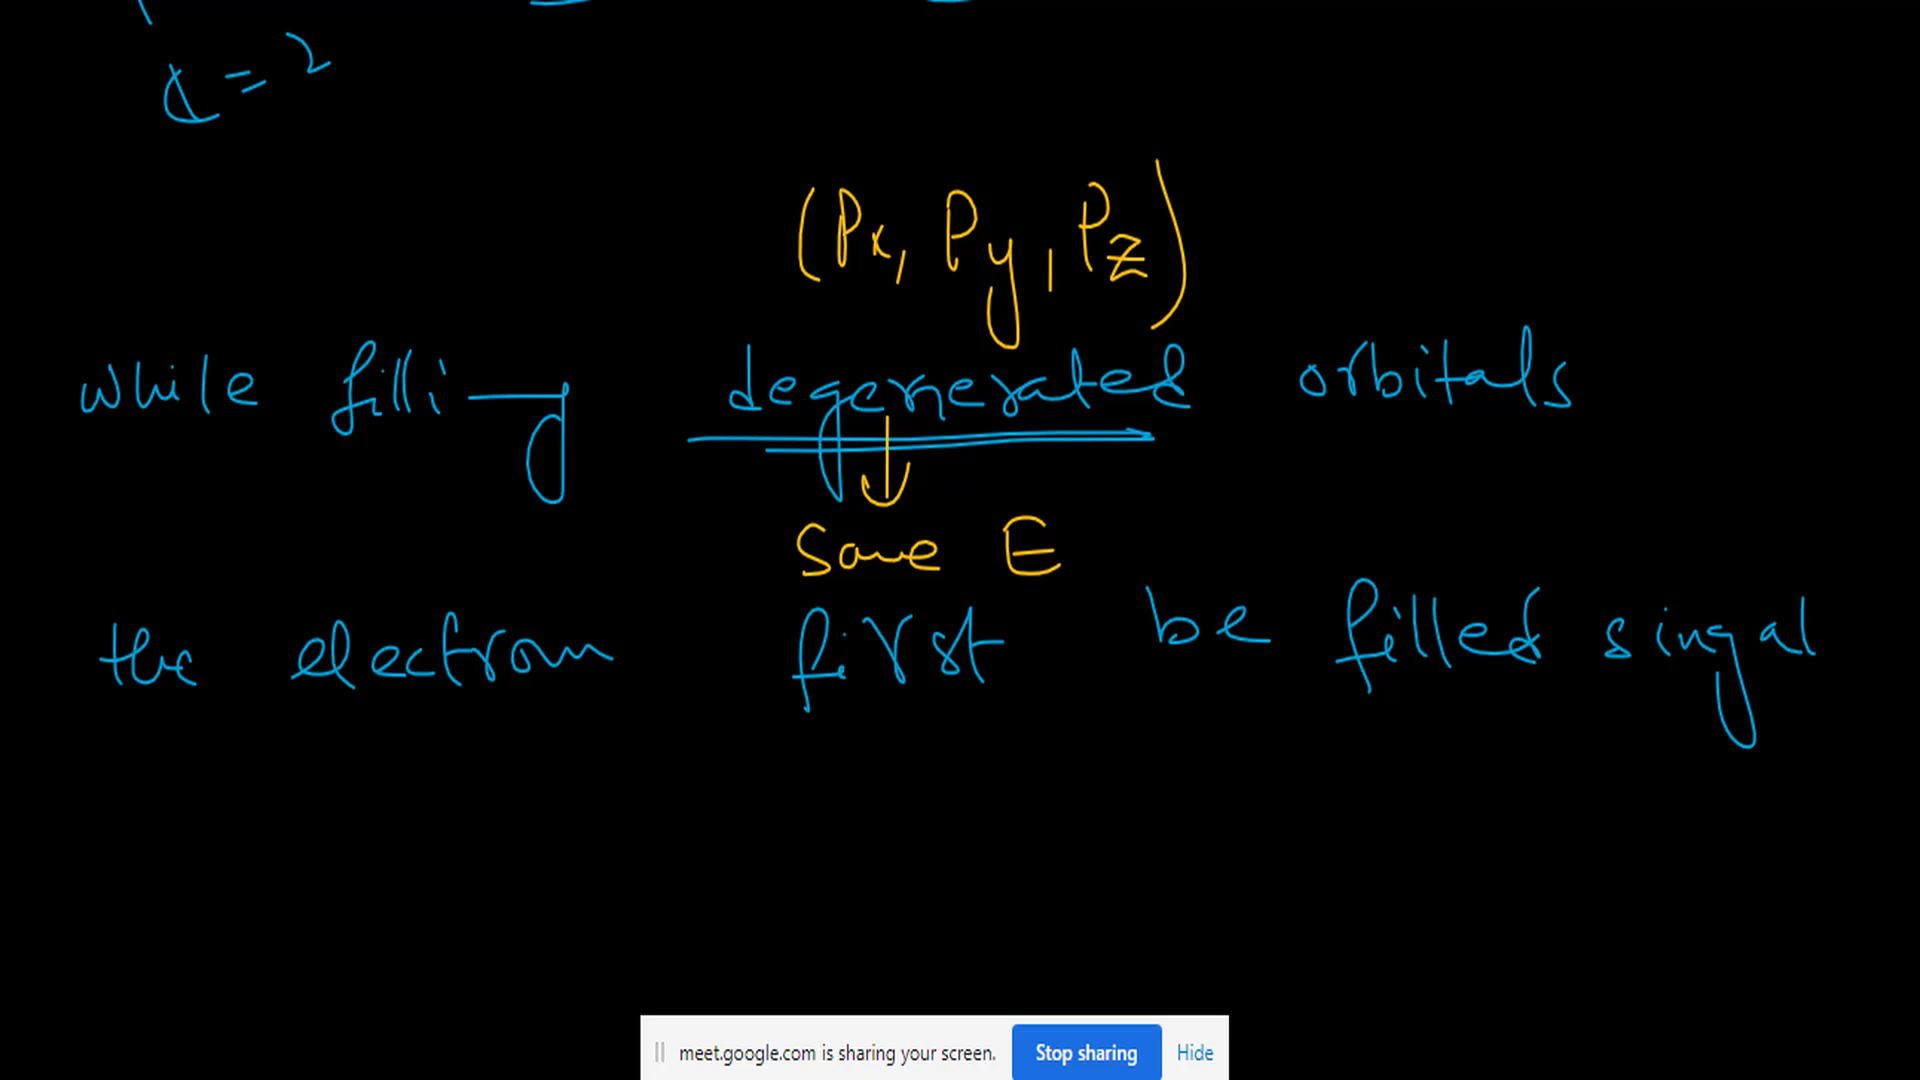 d = 2
(Px, Py, Pz)
while filling degenerated orbitals
Same E
the electron first be filled singal
meet.google.com is sharing your screen. Stop sharing Hide